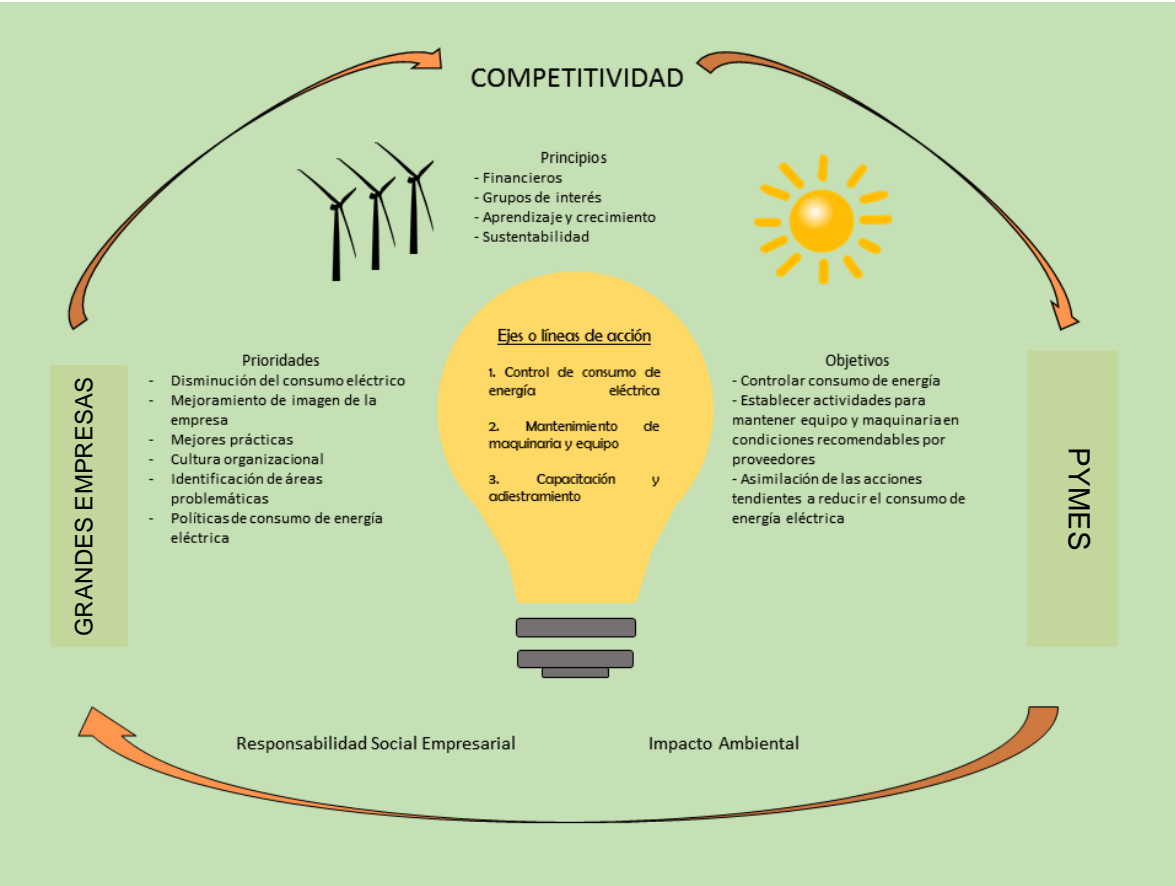 COMPETITIVIDAD
Principios
- Financieros
- Grupos de interés
- Aprendizaje y crecimiento
- Sustentabilidad
GRANDES EMPRESAS
Prioridades
- Disminución del consumo eléctrico
- Mejoramiento de imagen de la
empresa
- Mejores prácticas
- Cultura organizacional
- Identificación de áreas
problemáticas
- Políticas de consumo de energía
eléctrica
Ejes o líneas de acción
1. Control de consumo de
energía eléctrica
2. Mantenimiento de
maquinaria y equipo
3. Capacitación y
adiestramiento
Objetivos
- Controlar consumo de energía
- Establecer actividades para
mantener equipo y maquinaria en
condiciones recomendables por
proveedores
- Asimilación de las acciones
tendientes a reducir el consumo de
energía eléctrica
PYMES
Responsabilidad Social Empresarial
Impacto Ambiental